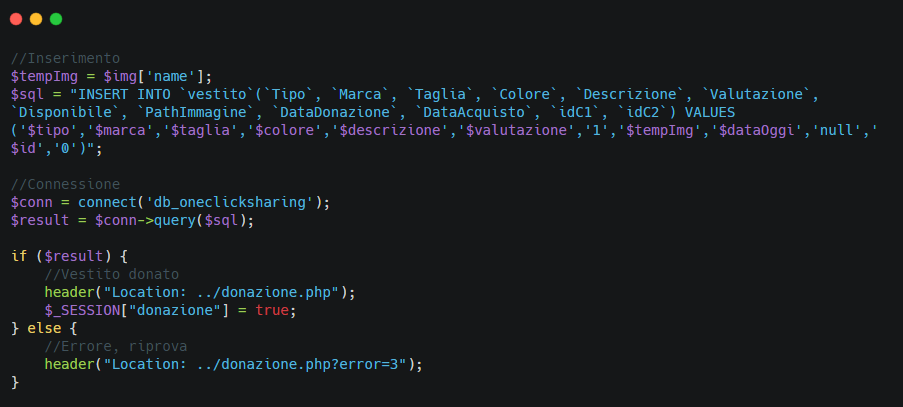 //Inserimento
$tempImg = $img['name'];
$sql = "INSERT INTO `vestito`(`Tipo`, `Marca`, `Taglia`, `Colore`, `Descrizione`, `Valutazione`,
`Disponibile`, `PathImmagine`, `DataDonazione`, `DataAcquisto`, `idC1`, `idC2`) VALUES
('$tipo','$marca','$taglia','$colore','$descrizione','$valutazione','1','$tempImg','$dataOggi','null','
$id','0')";
//Connessione
$conn = connect('db_oneclicksharing');
$result = $conn->query($sql);
if ($result) {
    //Vestito donato
    header("Location: ../donazione.php");
    $_SESSION["donazione"] = true;
} else {
    //Errore, riprova
    header("Location: ../donazione.php?error=3");
}